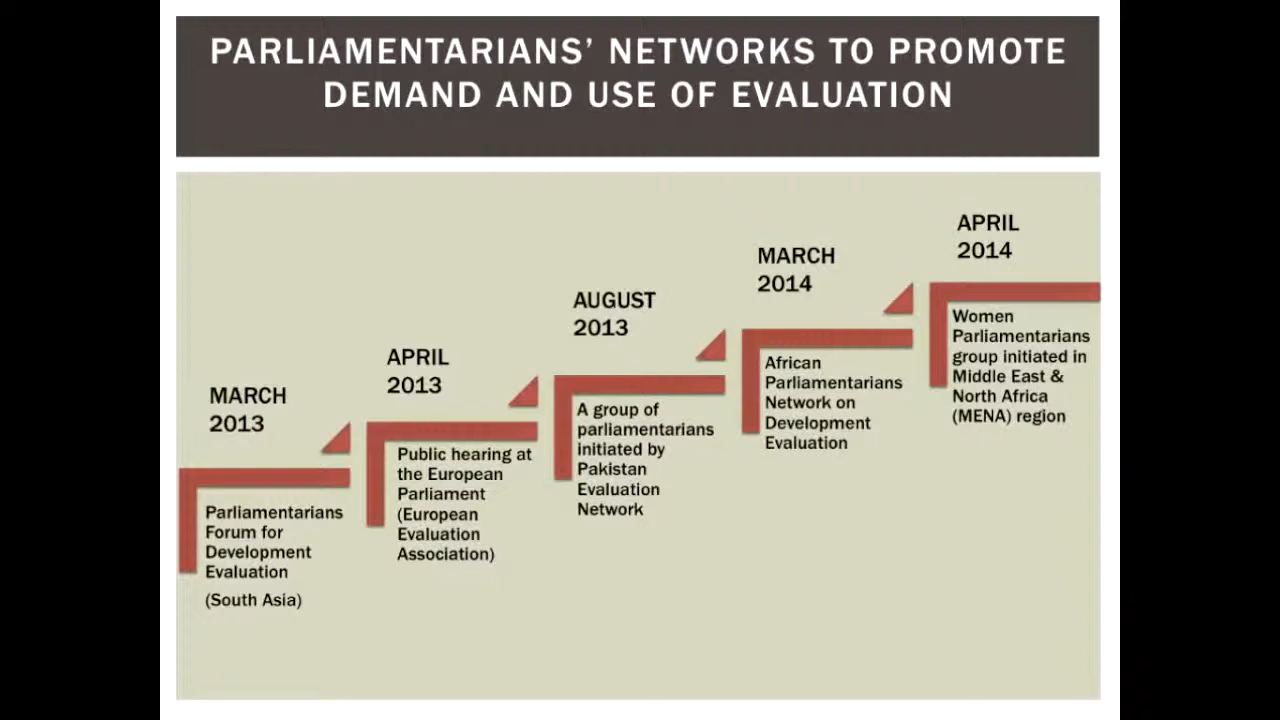 PARLIAMENTARIANS’ NETWORKS TO PROMOTE
DEMAND AND USE OF EVALUATION
MARCH
2013
Parliamentarians
Forum for
Development
Evaluation
(South Asia)
APRIL
2013
Public hearing at
the European
Parliament
(European
Evaluation
Association)
AUGUST
2013
A group of
parliamentarians
initiated by
Pakistan
Evaluation
Network
MARCH
2014
African
Parliamentarians
Network on
Development
Evaluation
APRIL
2014
Women
Parliamentarians
group initiated in
Middle East &
North Africa
(MENA) region